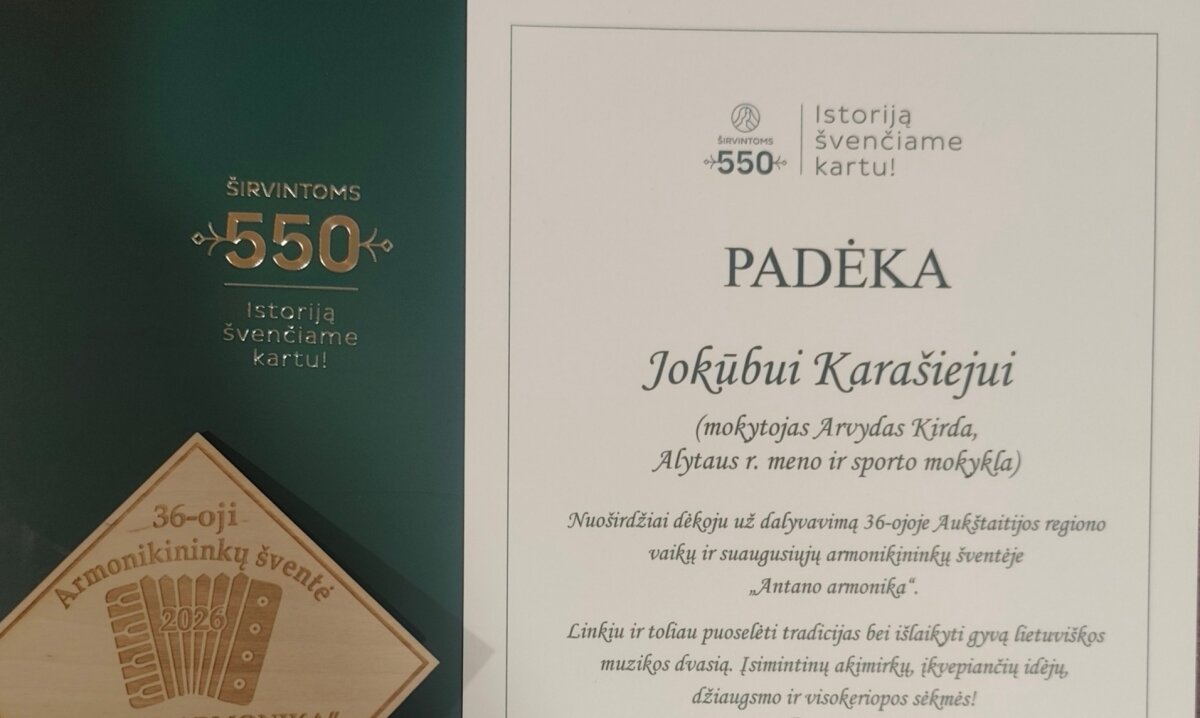 ŠIRVINTOMS
550
Istoriją
švenčiame
kartu!
36-oji
Armonikininkų šventė
2026
ŠIRVINTOMS
550
Istoriją
švenčiame
kartu!
PADĖKA
Jokūbui Karašiejui
(mokytojas Arvydas Kirda,
Alytaus r. meno ir sporto mokykla)
Nuoširdžiai dėkoju už dalyvavimą 36-ojoje Aukštaitijos regiono
vaikų ir suaugusiųjų armonikininkų šventėje
„Antano armonika“.
Linkiu ir toliau puoselėti tradicijas bei išlaikyti gyvą lietuviškos
muzikos dvasią. Įsimintinų akimirkų, įkvepiančių idėjų,
džiaugsmo ir visokeriopos sėkmės!